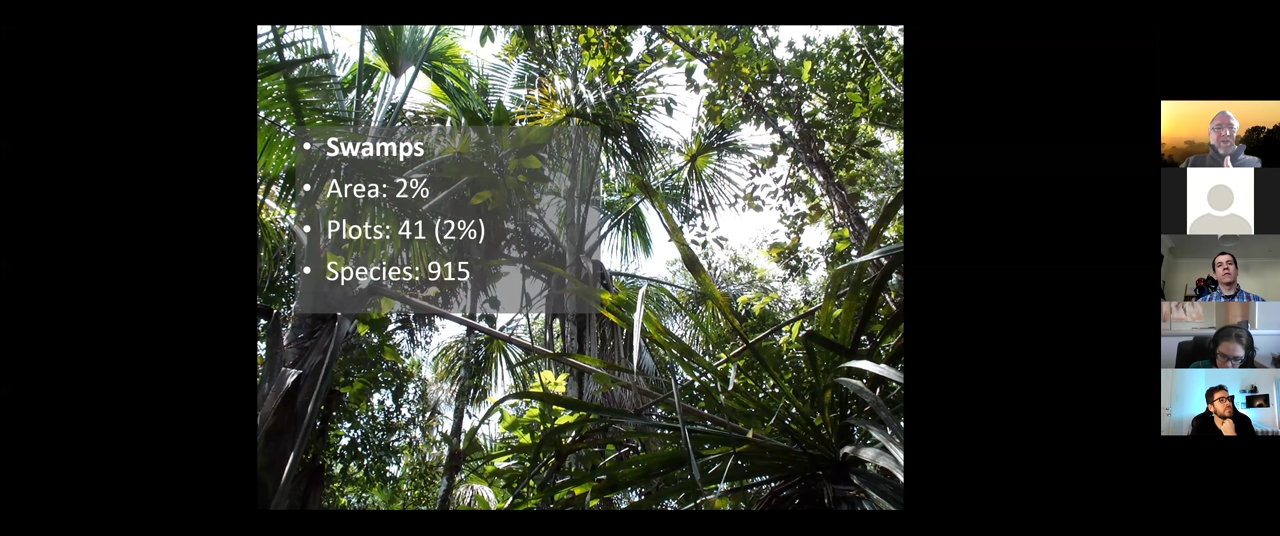 • Swamps
• Area: 2%
• Plots: 41 (2%)
• Species: 915